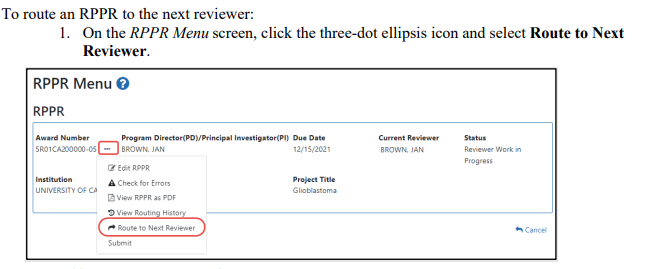 To route an RPPR to the next reviewer:
1. On the RPPR Menu screen, click the three-dot ellipsis icon and select Route to Next
Reviewer.
RPPR Menu ?
RPPR
Award Number Program Director(PD)/Principal Investigator(PI) Due Date Current Reviewer Status
5R01CA200000-05 ... BROWN, JAN 12/15/2021 BROWN, JAN Reviewer Work in
Progress
Edit RPPR
Institution Project Title
Check for Errors
UNIVERSITY OF CA Glioblastoma
View RPPR as PDF
View Routing History
Route to Next Reviewer
Cancel
Submit